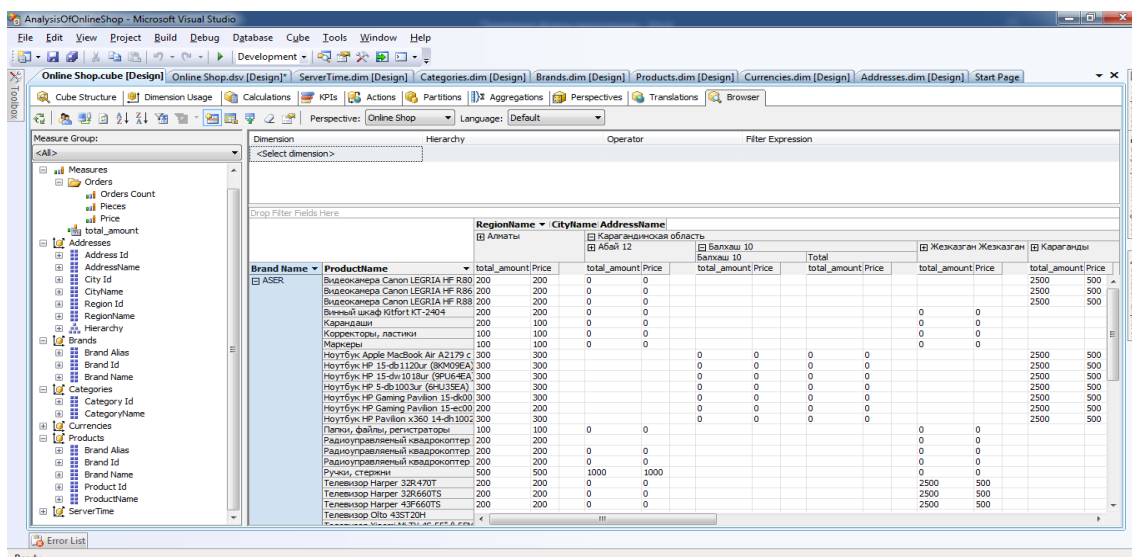 AnalysisOfOnlineShop - Microsoft Visual Studio
File Edit View Project Build Debug Database Cube Tools Window Help
Development
Online Shop.cube [Design] Online Shop.dsv [Design]* ServerTime.dim [Design] Categories.dim [Design] Brands.dim [Design] Products.dim [Design] Currencies.dim [Design] Addresses.dim [Design] Start Page
Toolbox
Cube Structure Dimension Usage Calculations KPIs Actions Partitions Aggregations Perspectives Translations Browser
Perspective: Online Shop Language: Default
Measure Group:
<All>
Measures
Orders
Orders Count
Pieces
Price
total_amount
Addresses
Address Id
AddressName
City Id
CityName
Region Id
RegionName
Hierarchy
Brands
Brand Alias
Brand Id
Brand Name
Categories
Category Id
CategoryName
Currencies
Products
Brand Alias
Brand Id
Brand Name
Product Id
ProductName
ServerTime
Dimension Hierarchy Operator Filter Expression
<Select dimension>
Drop Filter Fields Here
RegionName CityName AddressName
Алматы Карагандинская область
Абай 12 Балхаш 10 Жезказган Жезказган Караганды
Балхаш 10 Total
Brand Name ProductName total_amount Price total_amount Price total_amount Price total_amount Price total_amount Price total_amount Price
ASER Видеокамера Canon LEGRIA HF R80 200 200 0 0 2500 500
Видеокамера Canon LEGRIA HF R86 200 200 0 0 2500 500
Видеокамера Canon LEGRIA HF R88 200 200 0 0 2500 500
Винный шкаф Kitfort KT-2404 200 200 0 0 0 0
Карандаши 200 100 0 0 0 0
Корректоры, ластики 100 100 0 0 0 0
Маркеры 100 100 0 0 0 0
Ноутбук Apple MacBook Air A2179 с 300 300 0 0 0 0 2500 500
Ноутбук HP 15-db1120ur (8KM09EA) 300 300 0 0 0 0 2500 500
Ноутбук HP 15-dw1018ur (9PU64EA) 300 300 0 0 0 0 2500 500
Ноутбук HP 5-db1003ur (6HU35EA) 300 300 0 0 0 0 2500 500
Ноутбук HP Gaming Pavilion 15-dk00 300 300 0 0 0 0 2500 500
Ноутбук HP Gaming Pavilion 15-ec00 200 200 0 0 0 0 2500 500
Ноутбук HP Pavilion x360 14-dh1002 300 300 0 0 0 0 2500 500
Папки, файлы, регистраторы 100 100 0 0 0 0
Радиоуправляемый квадрокоптер 200 200 0 0
Радиоуправляемый квадрокоптер 200 200 0 0 0 0
Радиоуправляемый квадрокоптер 200 200 0 0 0 0
Ручки, стержни 500 500 1000 1000 0 0
Телевизор Harper 32R470T 200 200 0 0 2500 500
Телевизор Harper 32R660TS 200 200 0 0 2500 500
Телевизор Harper 43F660TS 200 200 0 0 2500 500
Телевизор Olto 43ST20H
Error List